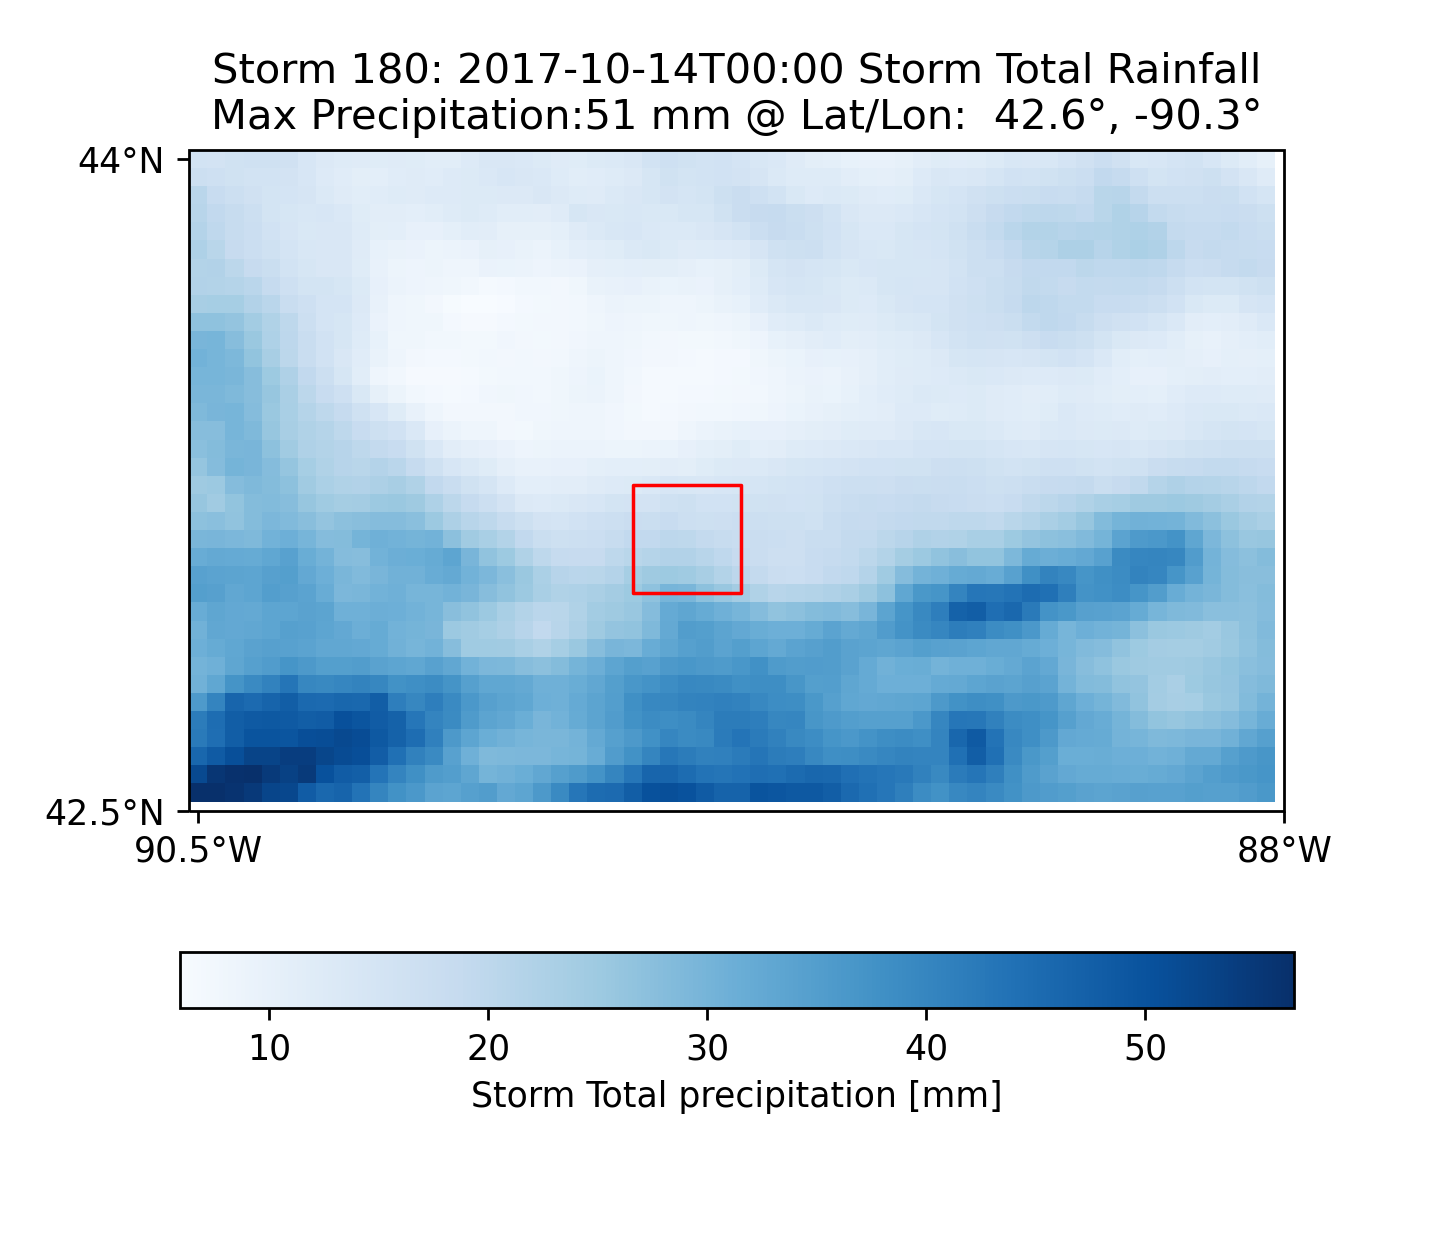 Storm 180: 2017-10-14T00:00 Storm Total Rainfall
Max Precipitation:51 mm @ Lat/Lon:  42.6°, -90.3°
44°N
42.5°N
90.5°W 88°W
10 20 30 40 50
Storm Total precipitation [mm]